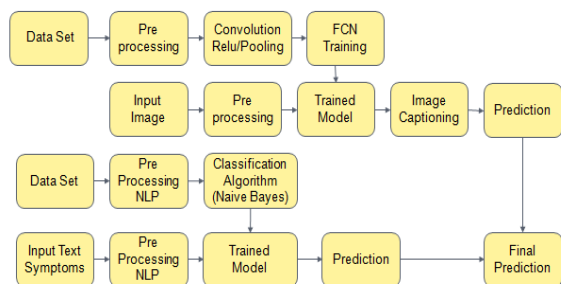 Data Set
Pre
processing
Convolution
Relu/Pooling
FCN
Training
Input
Image
Pre
processing
Trained
Model
Image
Captioning
Prediction
Data Set
Pre
Processing
NLP
Classification
Algorithm
(Naive Bayes)
Input Text
Symptoms
Pre
Processing
NLP
Trained
Model
Prediction
Final
Prediction